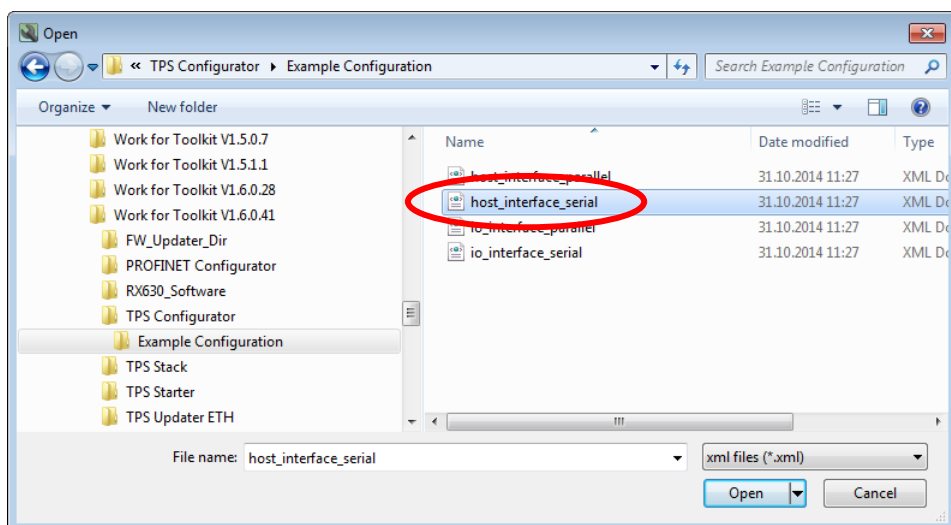 Open
« TPS Configurator ▸ Example Configuration
Search Example Configuration
Organize
New folder
Name
Date modified
Type
Work for Toolkit V1.5.0.7
Work for Toolkit V1.5.1.1
Work for Toolkit V1.6.0.28
Work for Toolkit V1.6.0.41
FW_Updater_Dir
PROFINET Configurator
RX630_Software
TPS Configurator
Example Configuration
TPS Stack
TPS Starter
TPS Updater ETH
host_interface_parallel 31.10.2014 11:27 XML Do
host_interface_serial 31.10.2014 11:27 XML Do
io_interface_parallel 31.10.2014 11:27 XML Do
io_interface_serial 31.10.2014 11:27 XML Do
File name: host_interface_serial
xml files (*.xml)
Open
Cancel